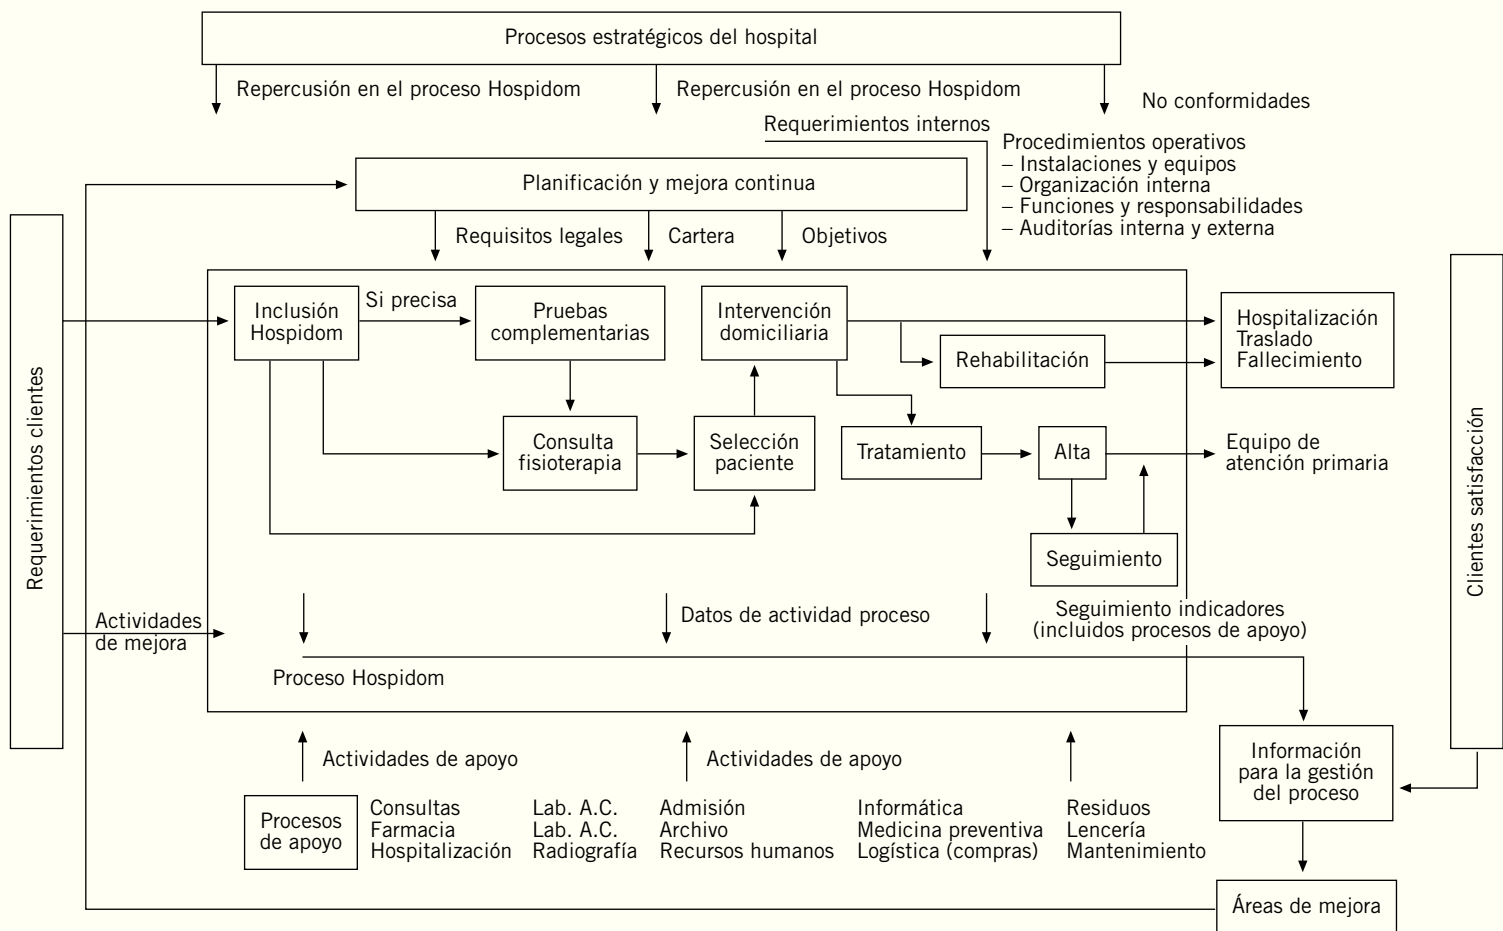 Procesos estratégicos del hospital
Repercusión en el proceso Hospidom
Repercusión en el proceso Hospidom
No conformidades
Requerimientos internos
Procedimientos operativos
– Instalaciones y equipos
– Organización interna
– Funciones y responsabilidades
– Auditorías interna y externa
Planificación y mejora continua
Requisitos legales
Cartera
Objetivos
Requerimientos clientes
Inclusión
Hospidom
Si precisa
Pruebas
complementarias
Intervención
domiciliaria
Rehabilitación
Hospitalización
Traslado
Fallecimiento
Consulta
fisioterapia
Selección
paciente
Tratamiento
Alta
Equipo de
atención primaria
Seguimiento
Clientes satisfacción
Actividades
de mejora
Datos de actividad proceso
Seguimiento indicadores
(incluidos procesos de apoyo)
Proceso Hospidom
Actividades de apoyo
Actividades de apoyo
Información
para la gestión
del proceso
Procesos
de apoyo
Consultas
Farmacia
Hospitalización
Lab. A.C.
Lab. A.C.
Radiografía
Admisión
Archivo
Recursos humanos
Informática
Medicina preventiva
Logística (compras)
Residuos
Lencería
Mantenimiento
Áreas de mejora